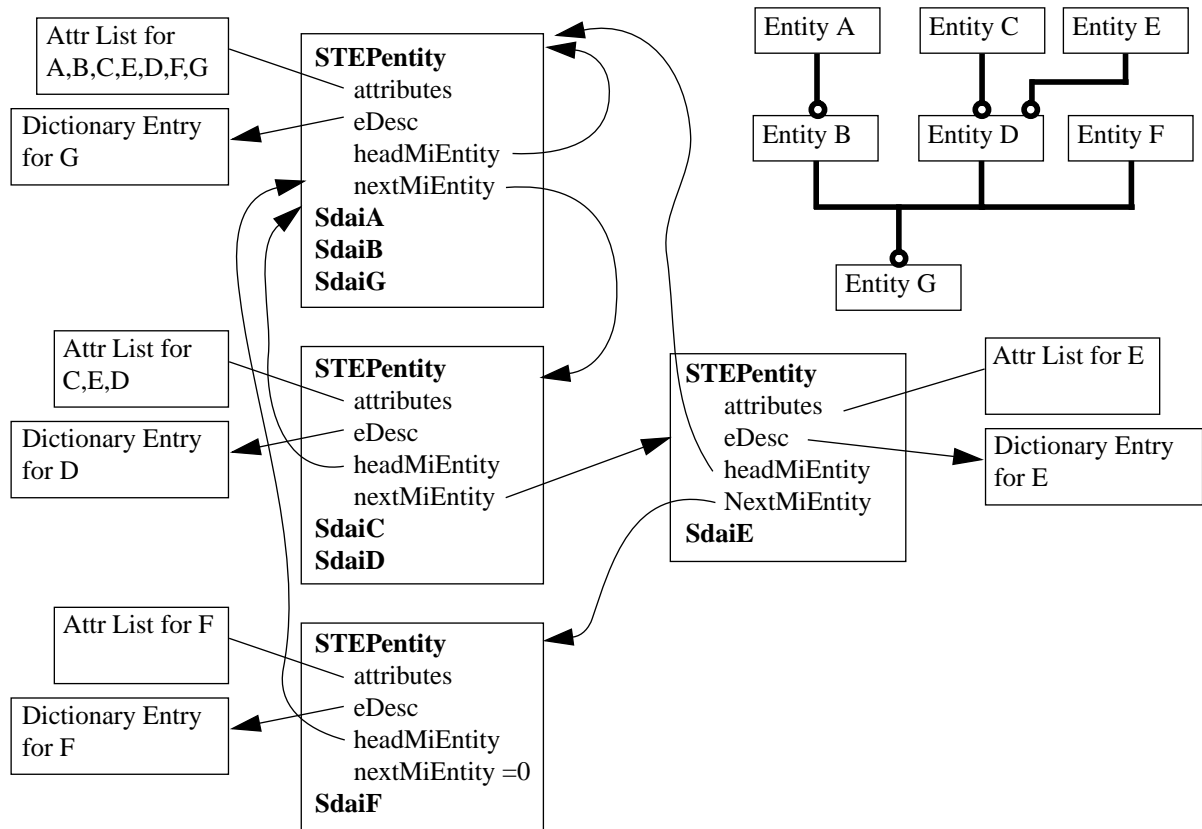 Attr List for
A,B,C,E,D,F,G
Dictionary Entry
for G
STEPentity
attributes
eDesc
headMiEntity
nextMiEntity
SdaiA
SdaiB
SdaiG
Entity A
Entity C
Entity E
Entity B
Entity D
Entity F
Entity G
Attr List for
C,E,D
Dictionary Entry
for D
STEPentity
attributes
eDesc
headMiEntity
nextMiEntity
SdaiC
SdaiD
STEPentity
attributes
eDesc
headMiEntity
NextMiEntity
SdaiE
Attr List for E
Dictionary Entry
for E
Attr List for F
Dictionary Entry
for F
STEPentity
attributes
eDesc
headMiEntity
nextMiEntity =0
SdaiF